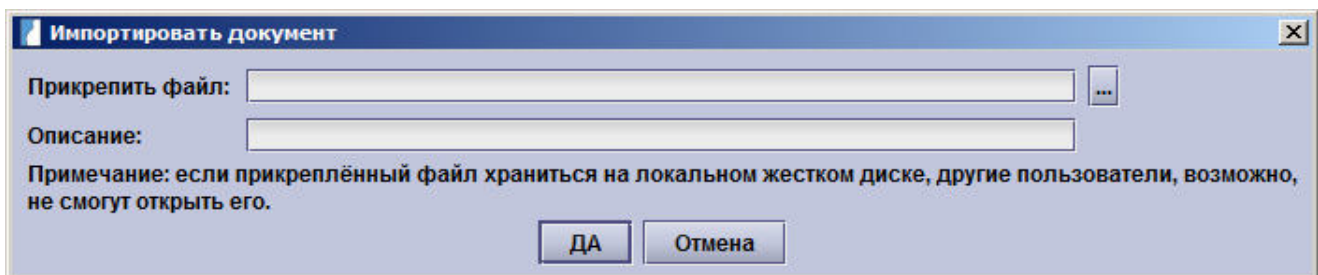 Импортировать документ
Прикрепить файл: ...
Описание:
Примечание: если прикреплённый файл храниться на локальном жестком диске, другие пользователи, возможно,
не смогут открыть его.
ДА Отмена